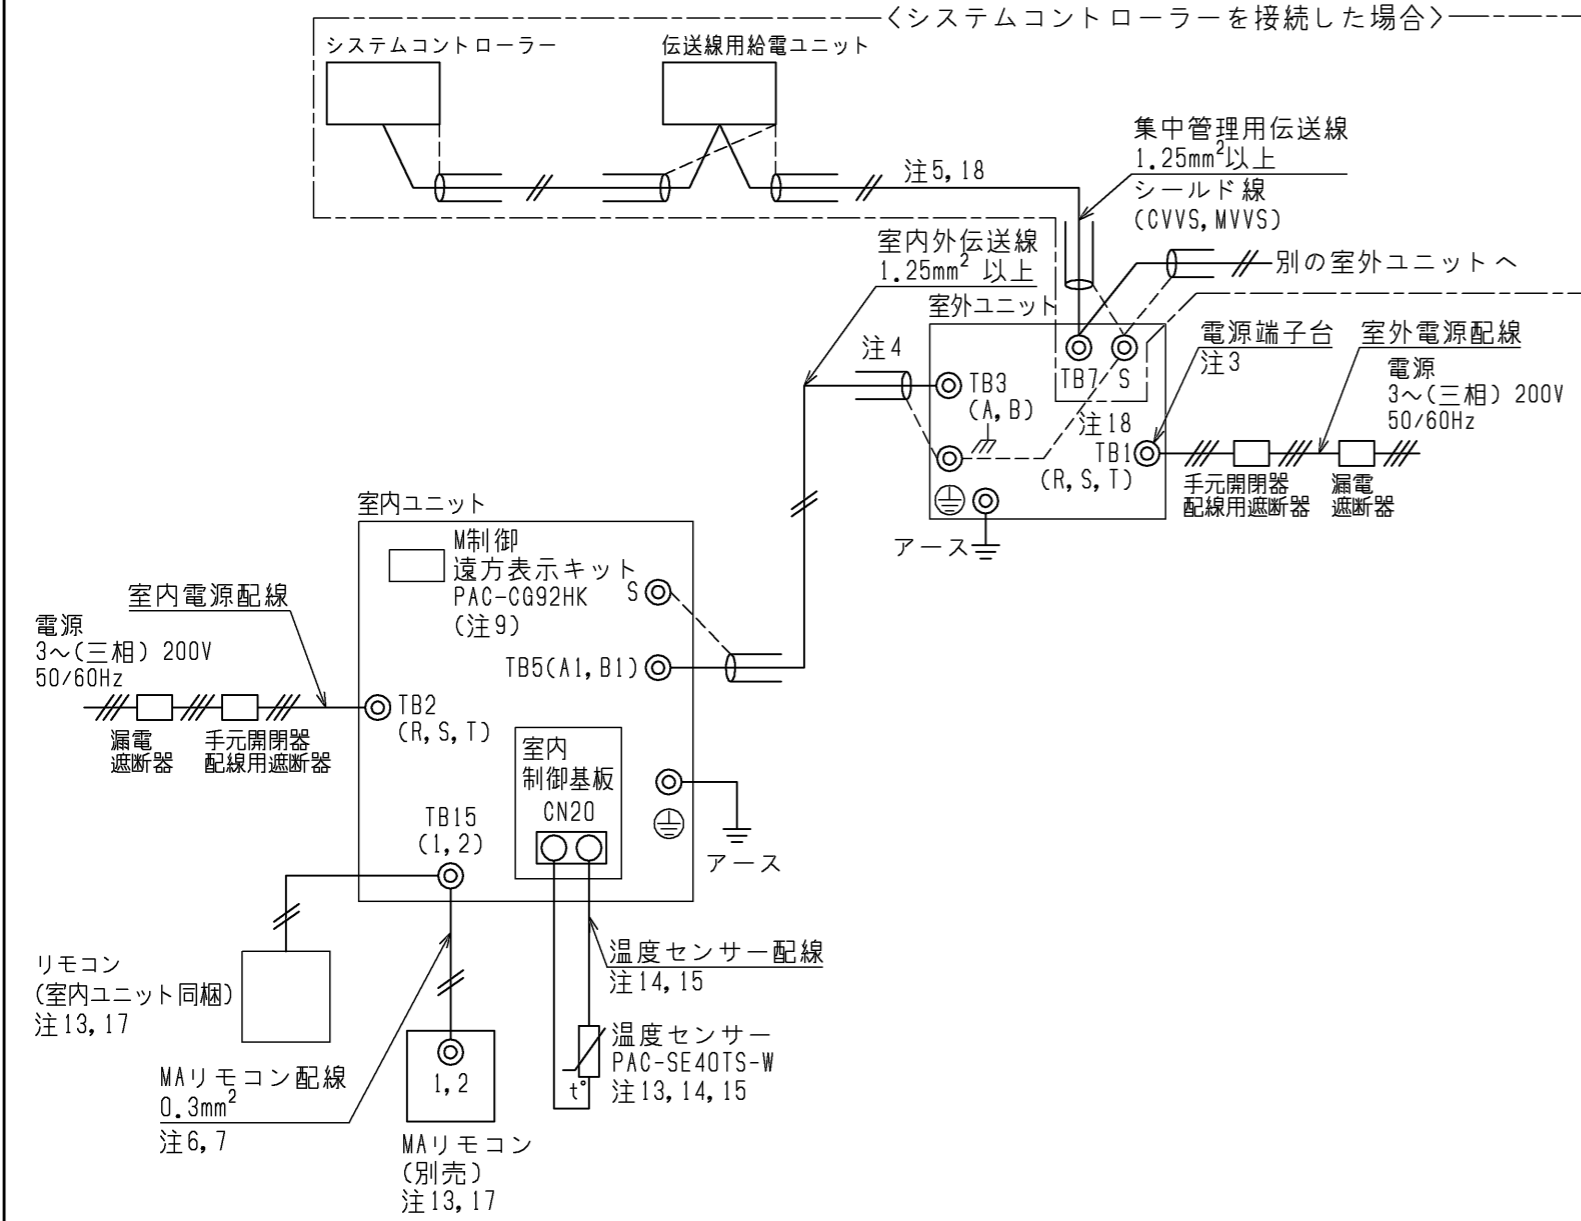 〈システムコントローラーを接続した場合〉
システムコントローラー
伝送線用給電ユニット
集中管理用伝送線
1.25mm²以上
シールド線
(CVVS,MVVS)
注5,18
室内外伝送線
1.25mm² 以上
別の室外ユニットへ
室外ユニット
注4
TB3
(A,B)
TB7 S
注18
TB1
(R,S,T)
電源端子台
注3
室外電源配線
電源
3～(三相) 200V
50/60Hz
手元開閉器
配線用遮断器
漏電
遮断器
アース
室内ユニット
M制御
遠方表示キット
PAC-CG92HK
(注9)
S
TB5(A1,B1)
室内電源配線
電源
3～(三相) 200V
50/60Hz
漏電
遮断器
手元開閉器
配線用遮断器
TB2
(R,S,T)
室内
制御基板
CN20
TB15
(1,2)
アース
リモコン
(室内ユニット同梱)
注13,17
MAリモコン配線
0.3mm²
注6,7
1,2
MAリモコン
(別売)
注13,17
温度センサー配線
注14,15
温度センサー
PAC-SE40TS-W
注13,14,15
t°